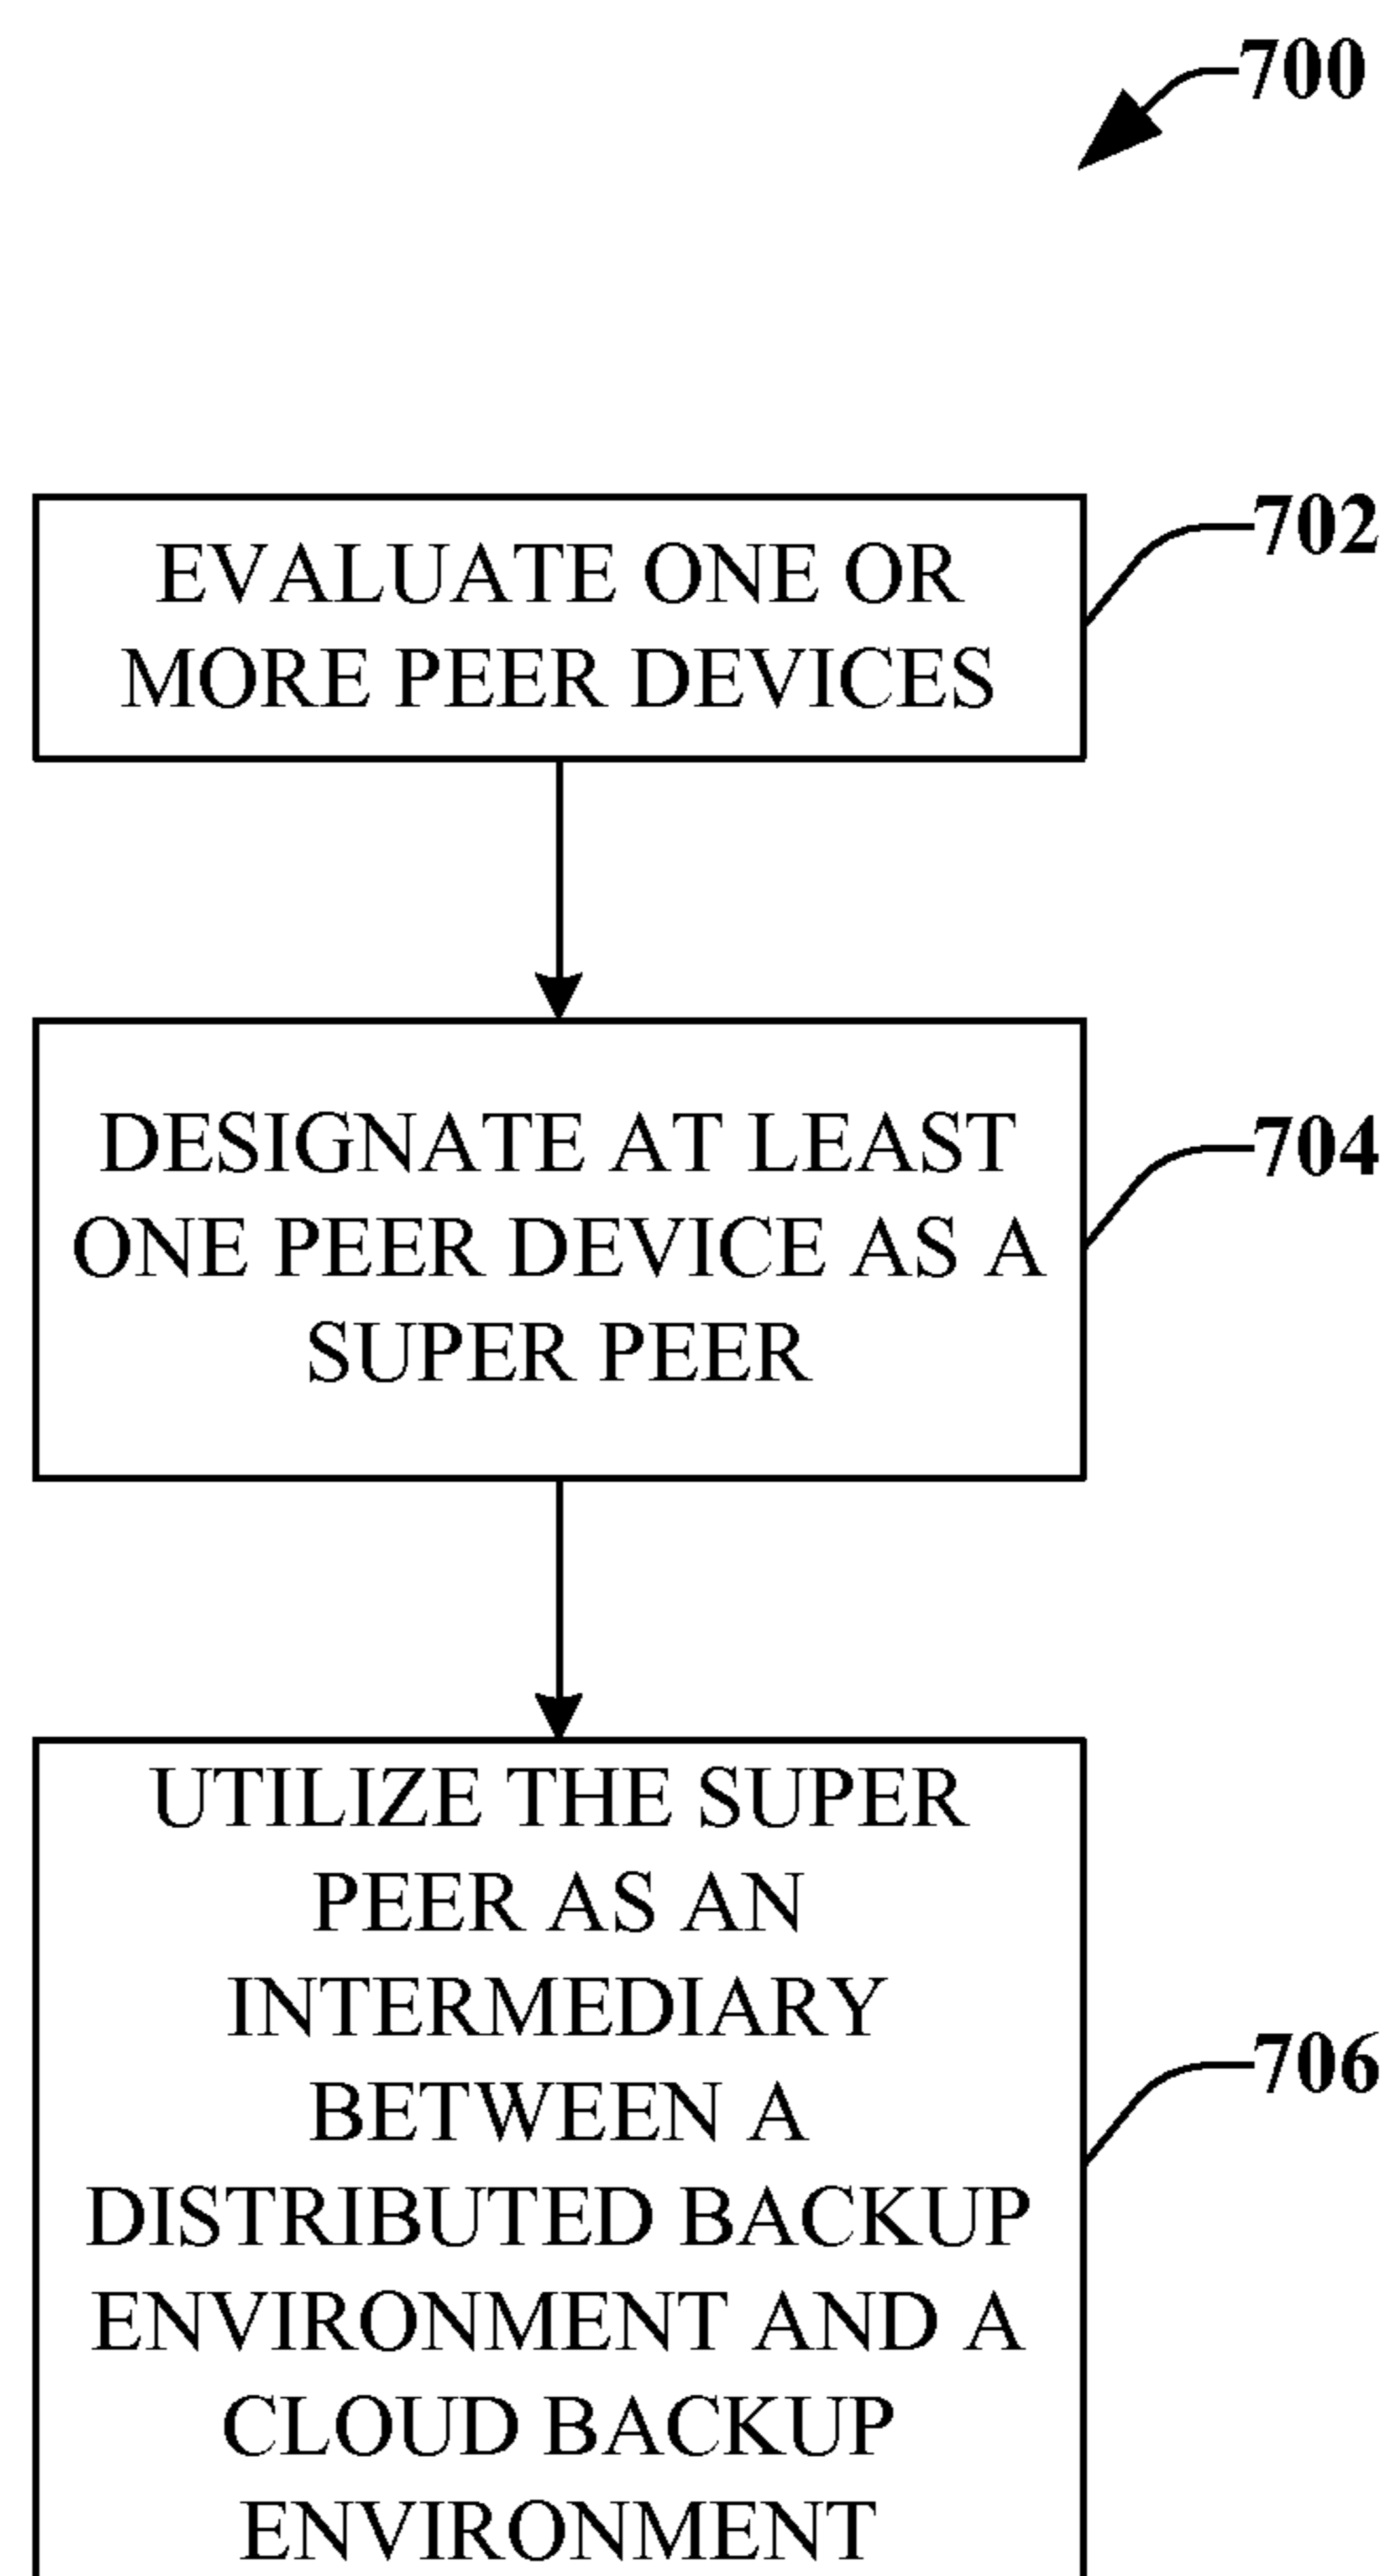 700
EVALUATE ONE OR
MORE PEER DEVICES
702
DESIGNATE AT LEAST
ONE PEER DEVICE AS A
SUPER PEER
704
UTILIZE THE SUPER
PEER AS AN
INTERMEDIARY
BETWEEN A
DISTRIBUTED BACKUP
ENVIRONMENT AND A
CLOUD BACKUP
ENVIRONMENT
706